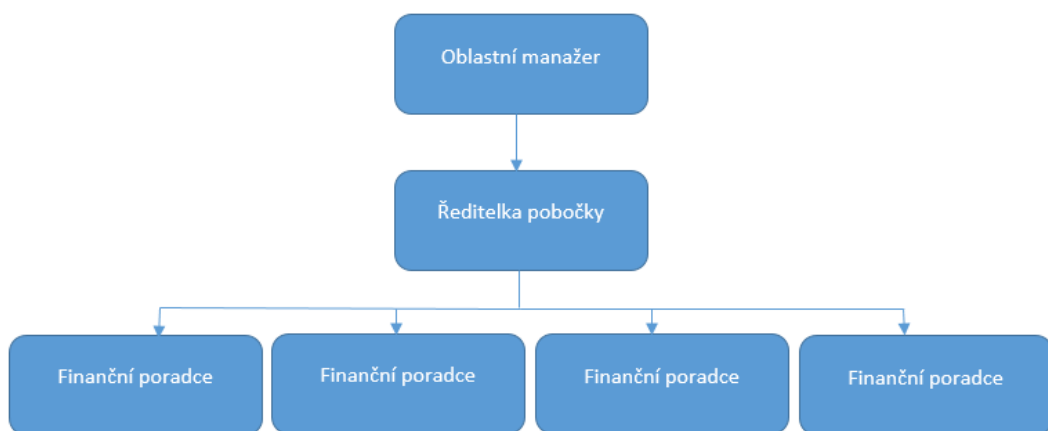 Oblastní manažer
Ředitelka pobočky
Finanční poradce
Finanční poradce
Finanční poradce
Finanční poradce